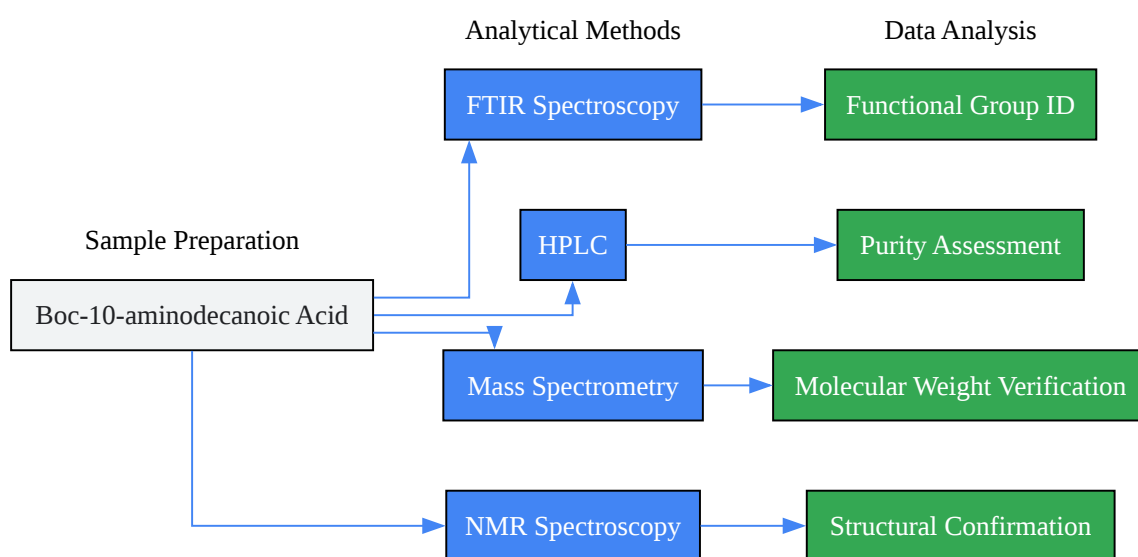 Analytical Methods
Data Analysis
FTIR Spectroscopy
Functional Group ID
Sample Preparation
HPLC
Purity Assessment
Boc-10-aminodecanoic Acid
Mass Spectrometry
Molecular Weight Verification
NMR Spectroscopy
Structural Confirmation